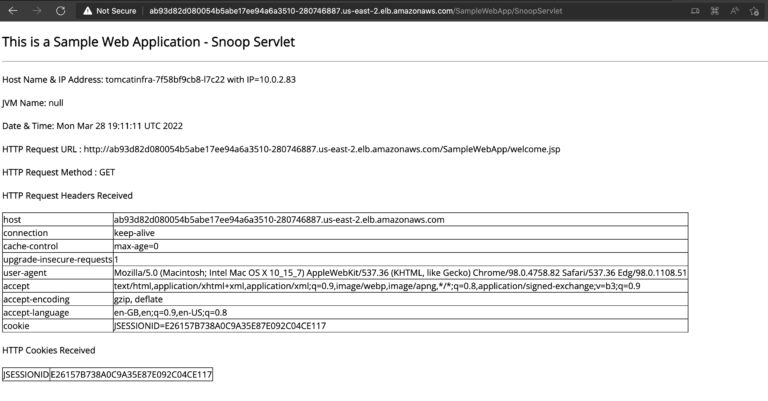 Not Secure | ab93d82d080054b5abe17ee94a6a3510-280746887.us-east-2.elb.amazonaws.com/SampleWebApp/SnoopServlet
This is a Sample Web Application - Snoop Servlet
Host Name & IP Address: tomcatinfra-7f58bf9cb8-l7c22 with IP=10.0.2.83
JVM Name: null
Date & Time: Mon Mar 28 19:11:11 UTC 2022
HTTP Request URL : http://ab93d82d080054b5abe17ee94a6a3510-280746887.us-east-2.elb.amazonaws.com/SampleWebApp/welcome.jsp
HTTP Request Method : GET
HTTP Request Headers Received
host ab93d82d080054b5abe17ee94a6a3510-280746887.us-east-2.elb.amazonaws.com
connection keep-alive
cache-control max-age=0
upgrade-insecure-requests 1
user-agent Mozilla/5.0 (Macintosh; Intel Mac OS X 10_15_7) AppleWebKit/537.36 (KHTML, like Gecko) Chrome/98.0.4758.82 Safari/537.36 Edg/98.0.1108.51
accept text/html,application/xhtml+xml,application/xml;q=0.9,image/webp,image/apng,*/*;q=0.8,application/signed-exchange;v=b3;q=0.9
accept-encoding gzip, deflate
accept-language en-GB,en;q=0.9,en-US;q=0.8
cookie JSESSIONID=E26157B738A0C9A35E87E092C04CE117
HTTP Cookies Received
JSESSIONID E26157B738A0C9A35E87E092C04CE117